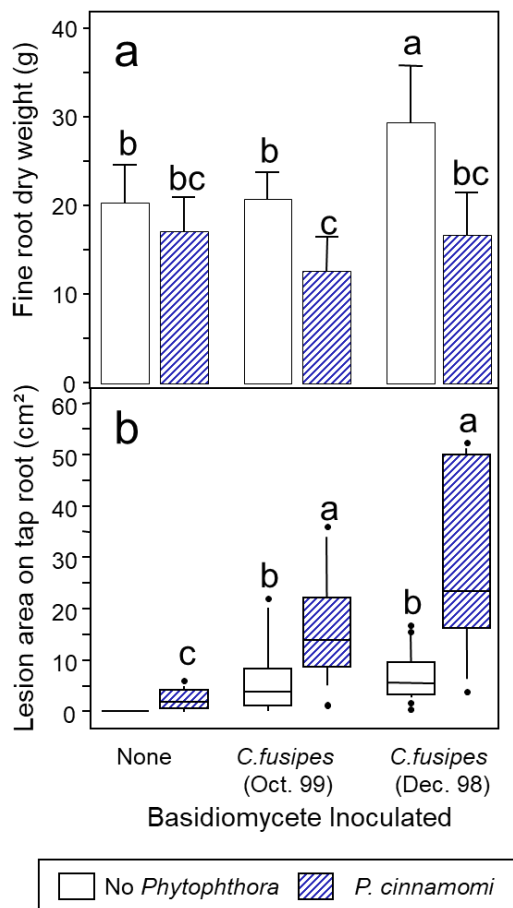 40
30
20
10
0
Fine root dry weight (g)
a
b
bc
b
c
a
bc
60
50
40
30
20
10
0
Lesion area on tap root (cm²)
b
c
b
a
b
a
None
C.fusipes
(Oct. 99)
C.fusipes
(Dec. 98)
Basidiomycete Inoculated
No Phytophthora
P. cinnamomi